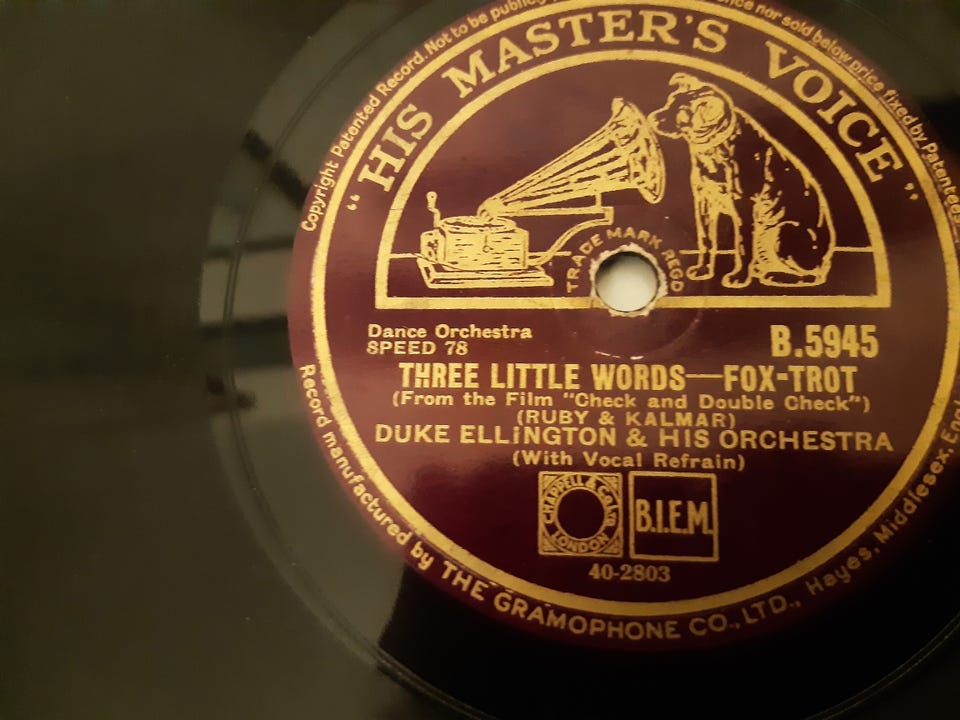 Copyright Patented Record. Not to be public
ence nor sold below price fixed by Patentees.
“HIS MASTER'S VOICE”
TRADE MARK REGD
Dance Orchestra
SPEED 78
B.5945
THREE LITTLE WORDS—FOX-TROT
(From the Film "Check and Double Check")
(RUBY & KALMAR)
DUKE ELLINGTON & HIS ORCHESTRA
(With Vocal Refrain)
CHAPPELL & Co Ltd
LONDON
B.I.E.M.
40-2803
Record manufactured by THE GRAMOPHONE CO., LTD., Hayes, Middlesex, Engl